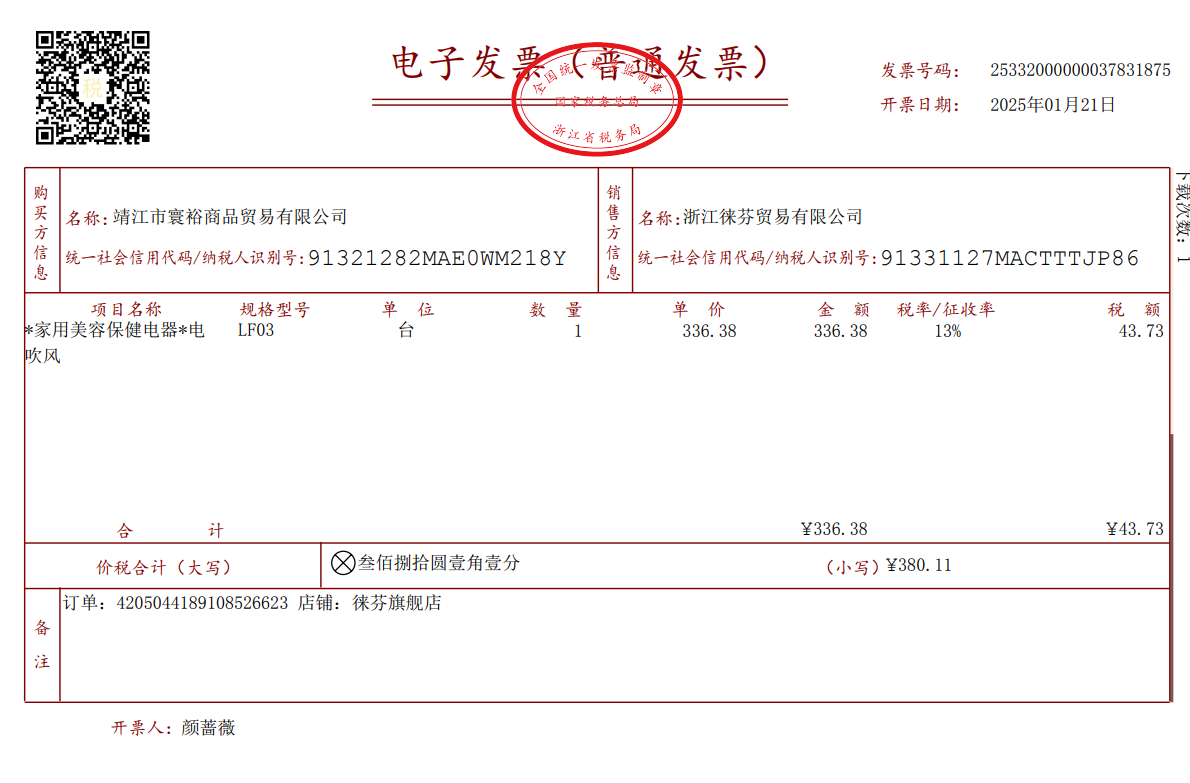 税
电子发票（普通发票）
全国统一发票监制章
国家税务总局
浙江省税务局
发票号码： 25332000000037831875
开票日期： 2025年01月21日
下载次数：1
购买方信息
名称：靖江市寰裕商品贸易有限公司
统一社会信用代码/纳税人识别号：91321282MAE0WM218Y
销售方信息
名称：浙江徕芬贸易有限公司
统一社会信用代码/纳税人识别号：91331127MACTTTJP86
项目名称 规格型号 单 位 数 量 单 价 金 额 税率/征收率 税 额
*家用美容保健电器*电 LF03 台 1 336.38 336.38 13% 43.73
吹风
合 计 ¥336.38 ¥43.73
价税合计（大写） ⊗叁佰捌拾圆壹角壹分 （小写）¥380.11
备注
订单：4205044189108526623 店铺：徕芬旗舰店
开票人：颜蔷薇